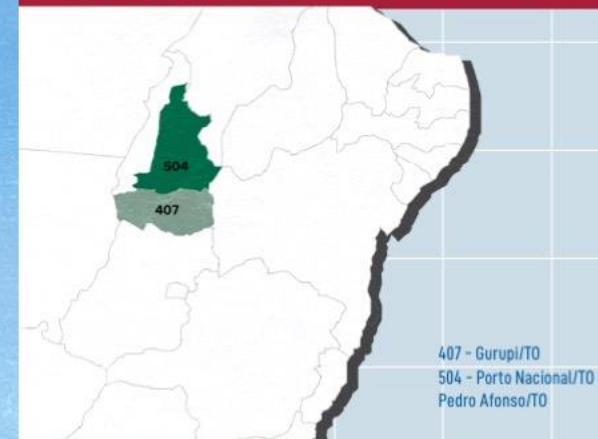 504
407
407 - Gurupi/TO
504 - Porto Nacional/TO
Pedro Afonso/TO